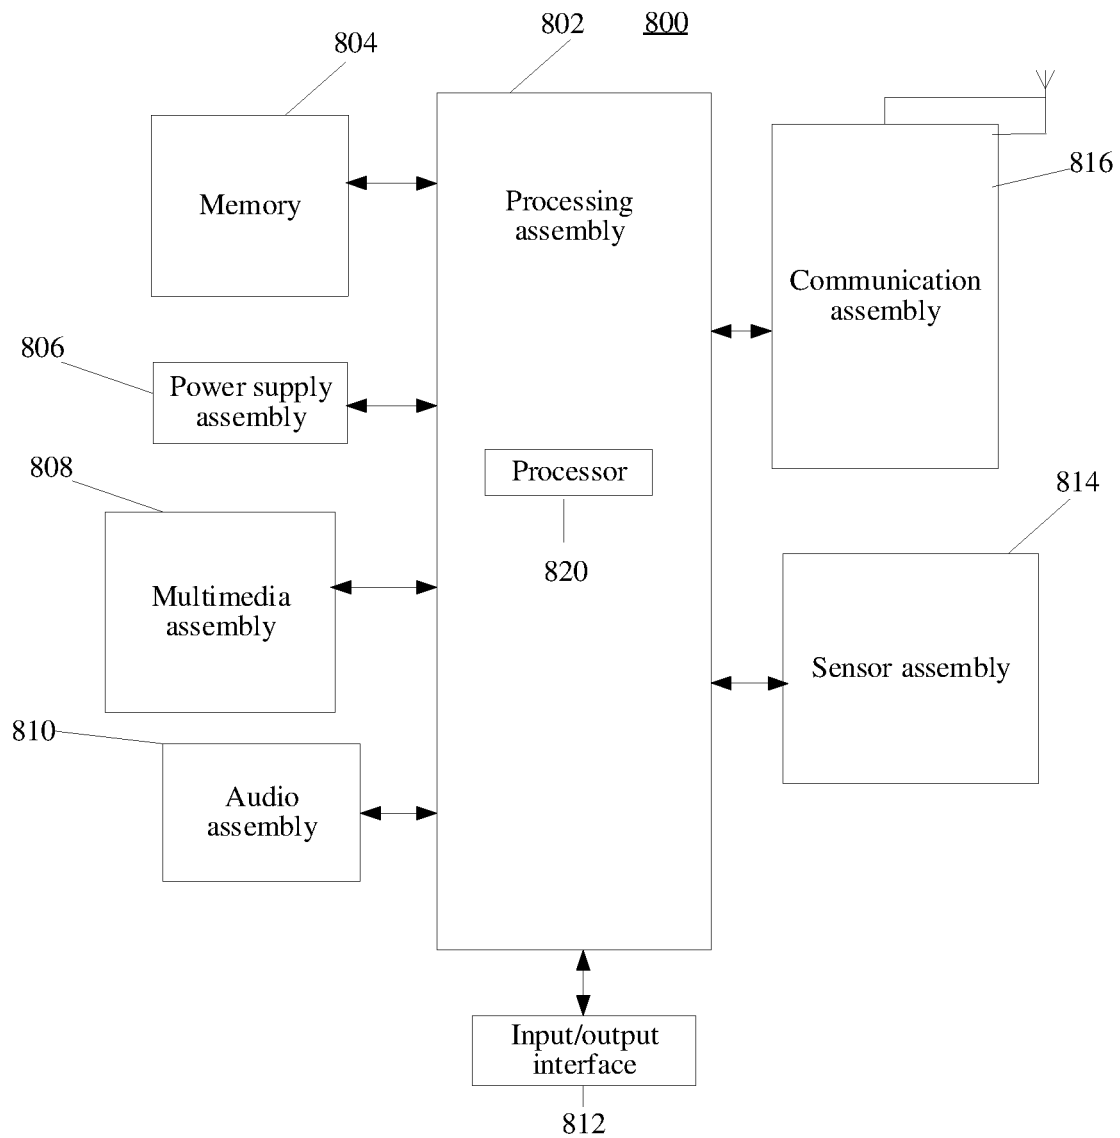 802
800
804
816
Memory
Processing
assembly
Communication
assembly
806
Power supply
assembly
808
Processor
814
820
Multimedia
assembly
Sensor assembly
810
Audio
assembly
Input/output
interface
812